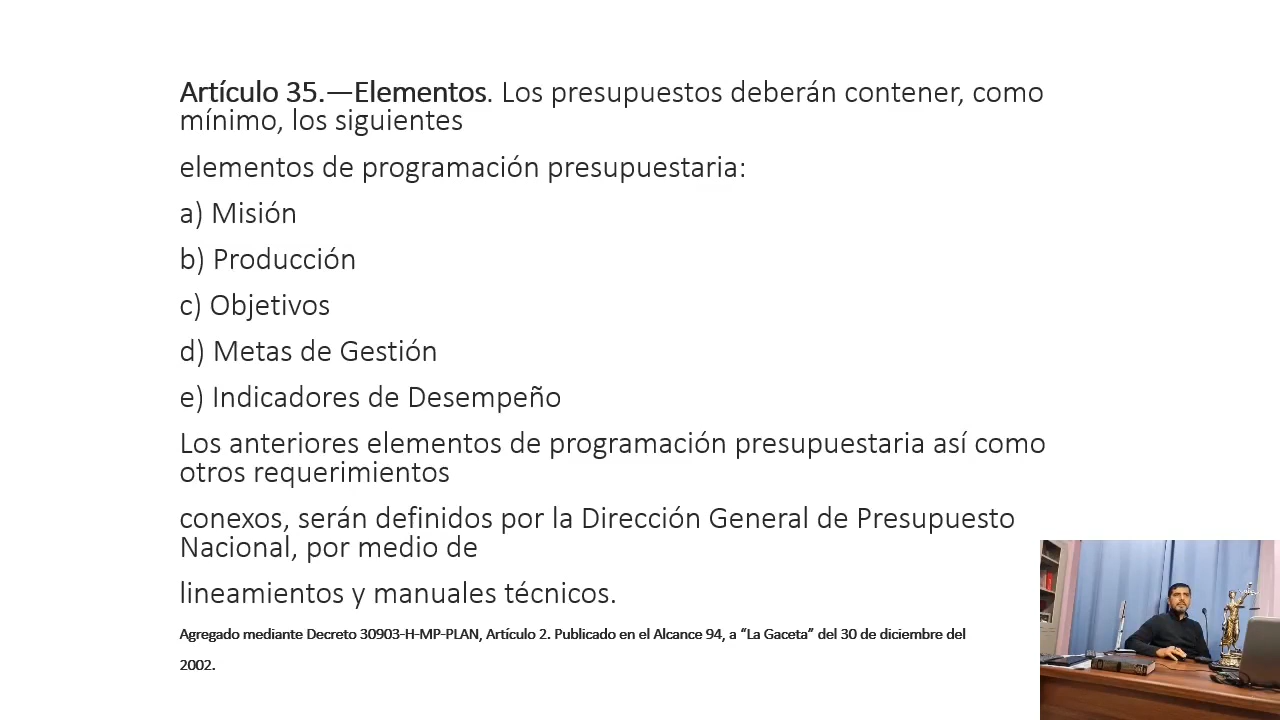 Artículo 35.—Elementos. Los presupuestos deberán contener, como
mínimo, los siguientes
elementos de programación presupuestaria:
a) Misión
b) Producción
c) Objetivos
d) Metas de Gestión
e) Indicadores de Desempeño
Los anteriores elementos de programación presupuestaria así como
otros requerimientos
conexos, serán definidos por la Dirección General de Presupuesto
Nacional, por medio de
lineamientos y manuales técnicos.
Agregado mediante Decreto 30903-H-MP-PLAN, Artículo 2. Publicado en el Alcance 94, a “La Gaceta” del 30 de diciembre del
2002.